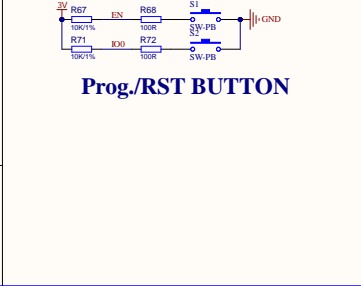 3V
R67
EN
R68
S1
10K/1%
100R
SW-PB
GND
R71
IO0
R72
S2
10K/1%
100R
SW-PB
Prog./RST BUTTON